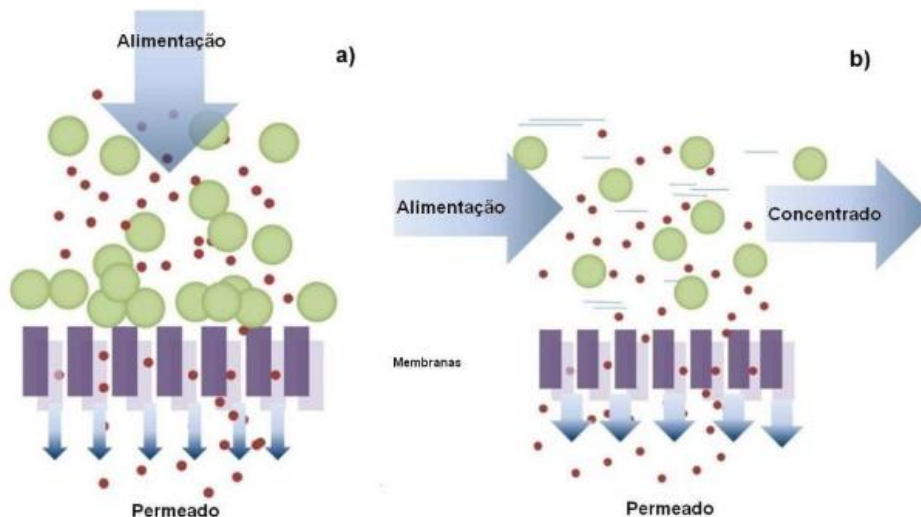 Alimentação
a)
b)
Alimentação
Concentrado
Membranas
Permeado
Permeado